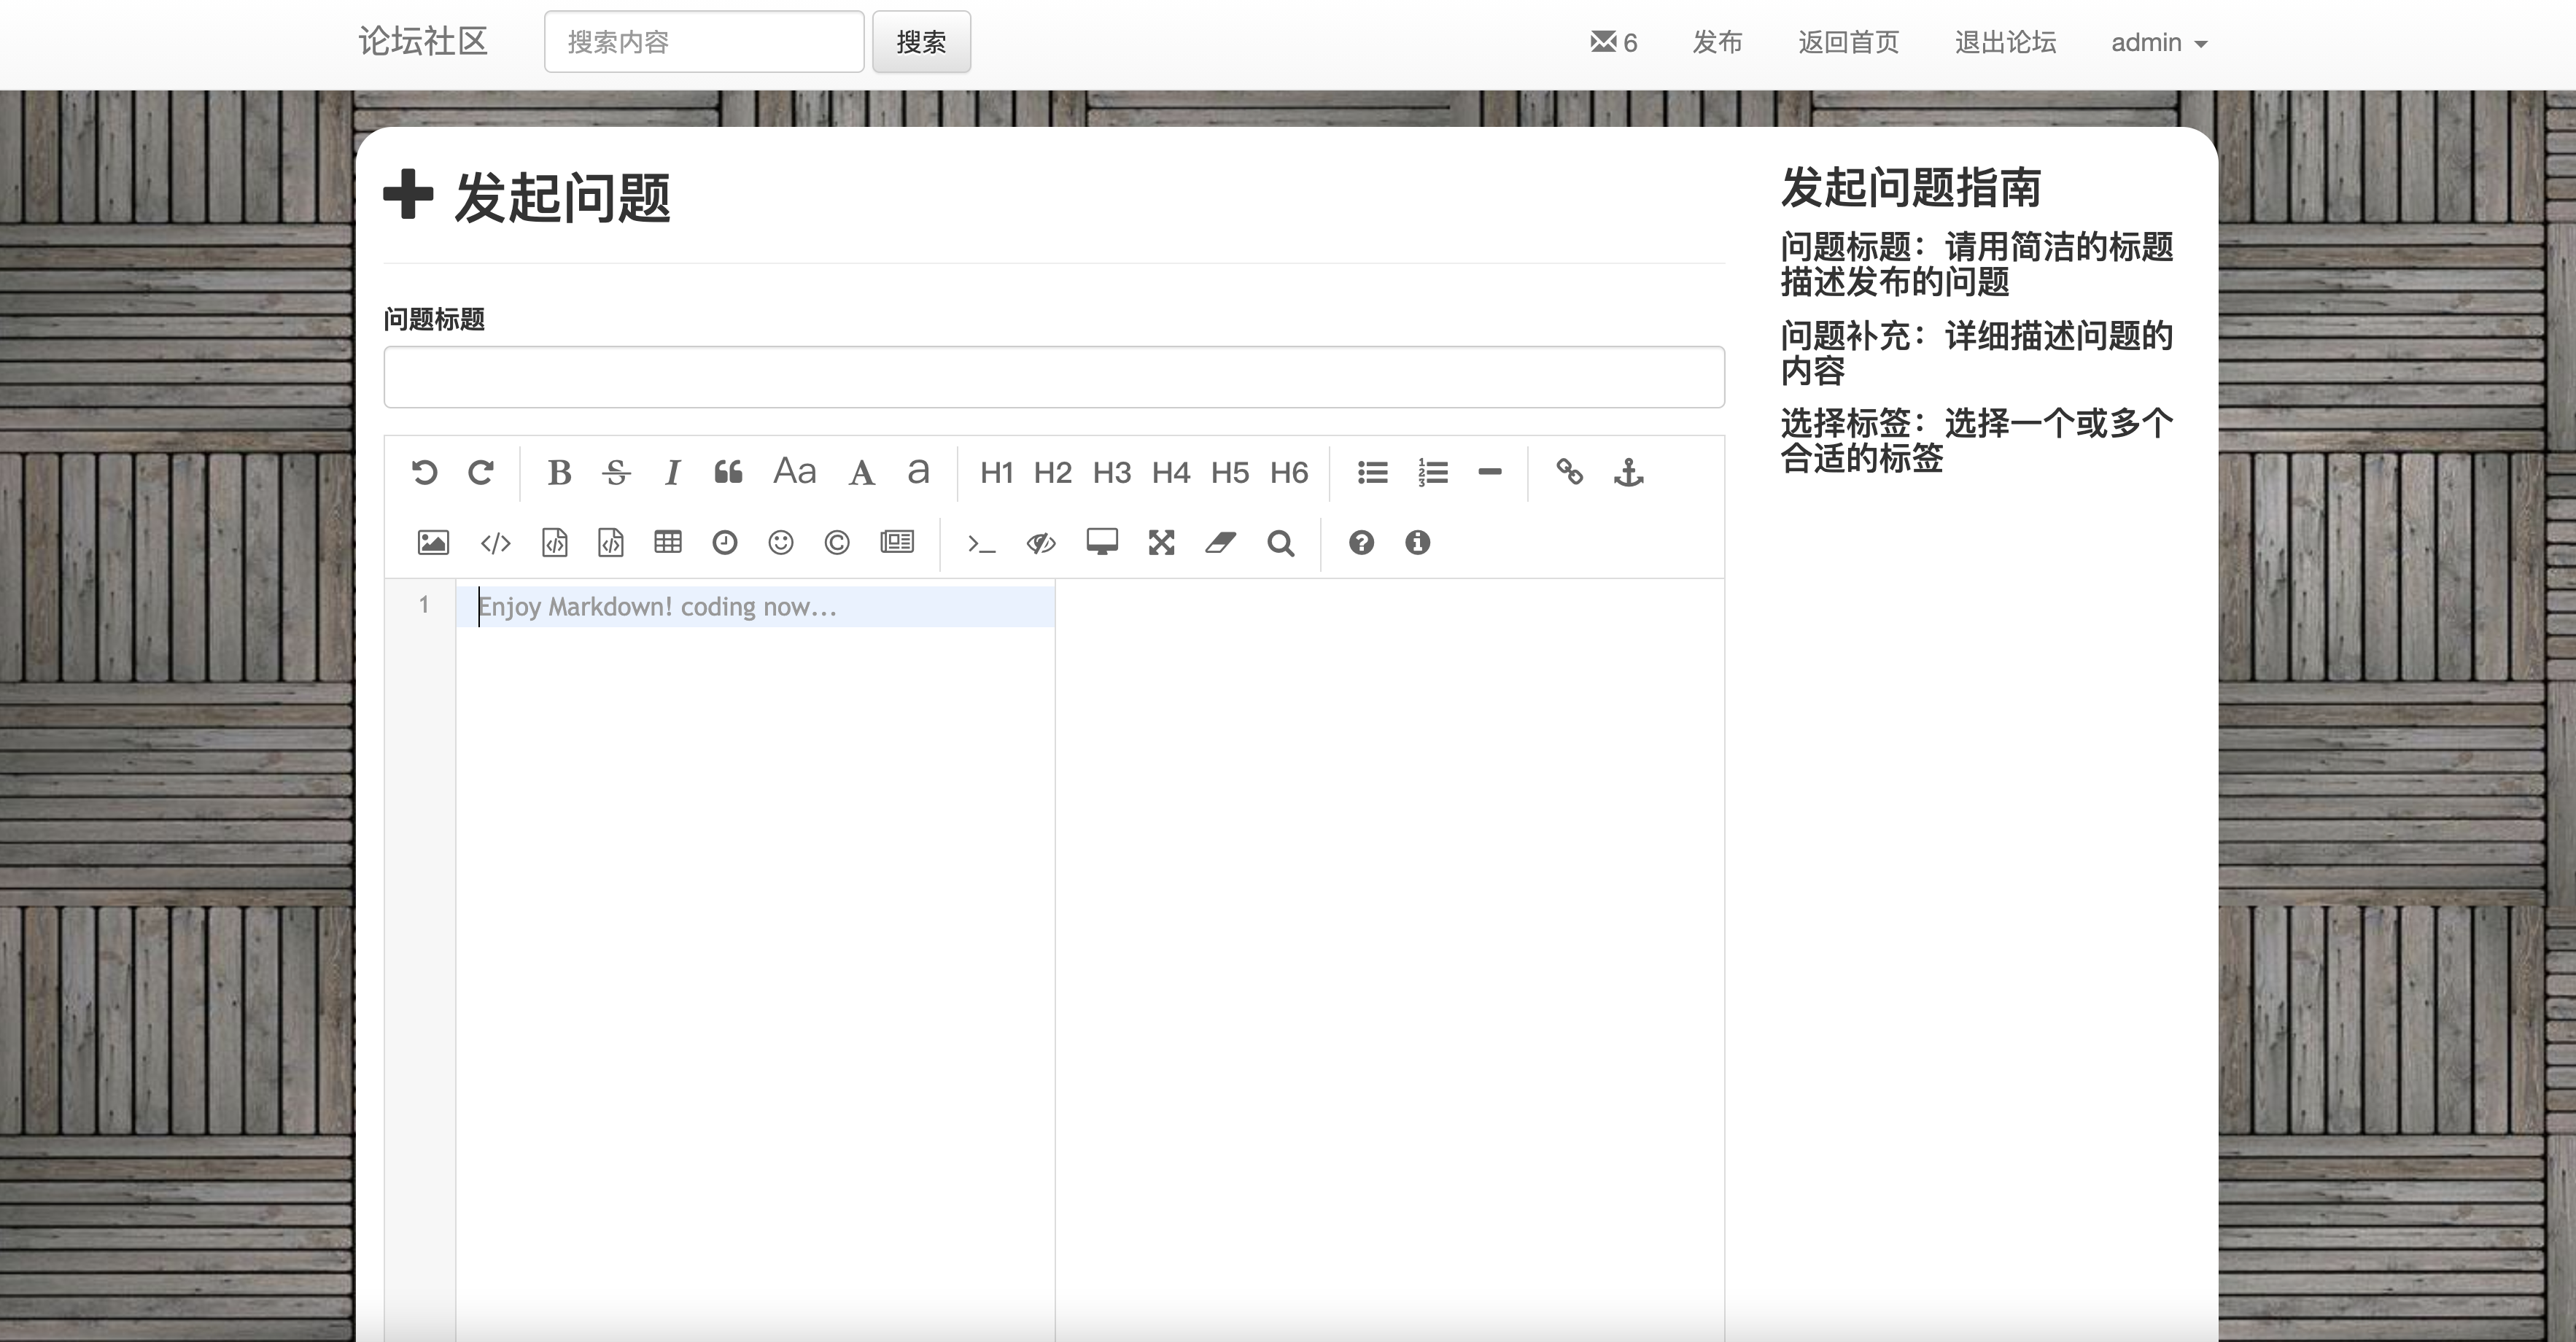 论坛社区 搜索内容 搜索 6 发布 返回首页 退出论坛 admin
发起问题
问题标题
B S I Aa A a H1 H2 H3 H4 H5 H6
1 Enjoy Markdown! coding now...
发起问题指南
问题标题：请用简洁的标题
描述发布的问题
问题补充：详细描述问题的
内容
选择标签：选择一个或多个
合适的标签